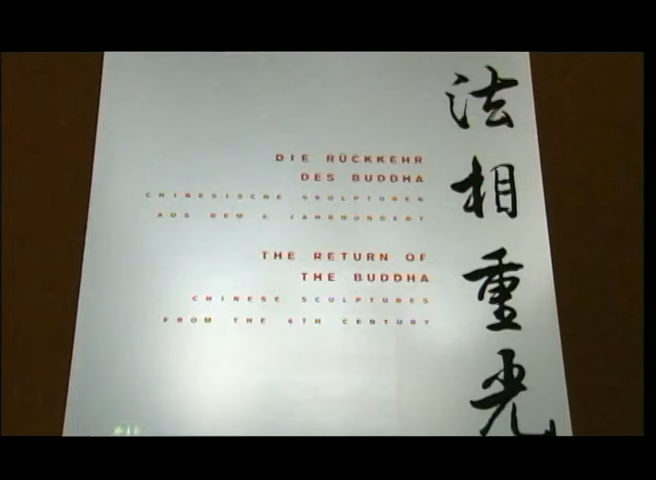 DIE RÜCKKEHR
DES BUDDHA
CHINESISCHE SKULPTUREN
AUS DEM 6 JAHRHUNDERT
THE RETURN OF
THE BUDDHA
CHINESE SCULPTURES
FROM THE 6TH CENTURY
法相重光